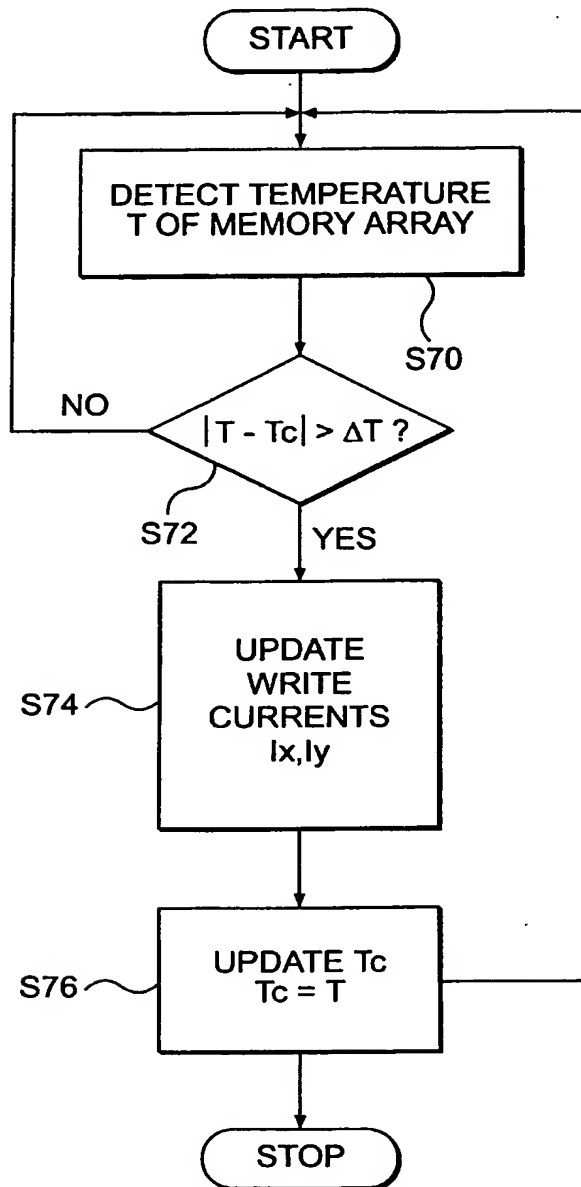 START
DETECT TEMPERATURE
T OF MEMORY ARRAY
S70
NO
|T - Tc| > ΔT ?
S72
YES
UPDATE
WRITE
CURRENTS
Ix,Iy
S74
UPDATE Tc
Tc = T
S76
STOP